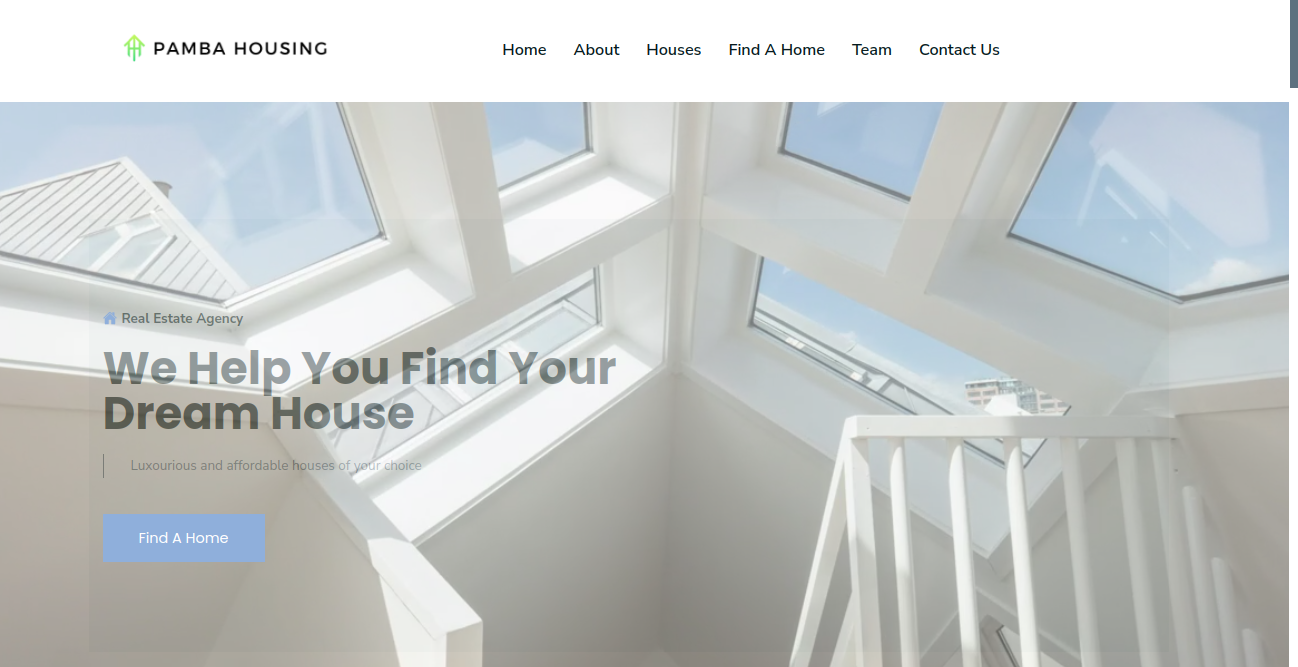 PAMBA HOUSING
Home About Houses Find A Home Team Contact Us
Real Estate Agency
We Help You Find Your
Dream House
Luxourious and affordable houses of your choice
Find A Home